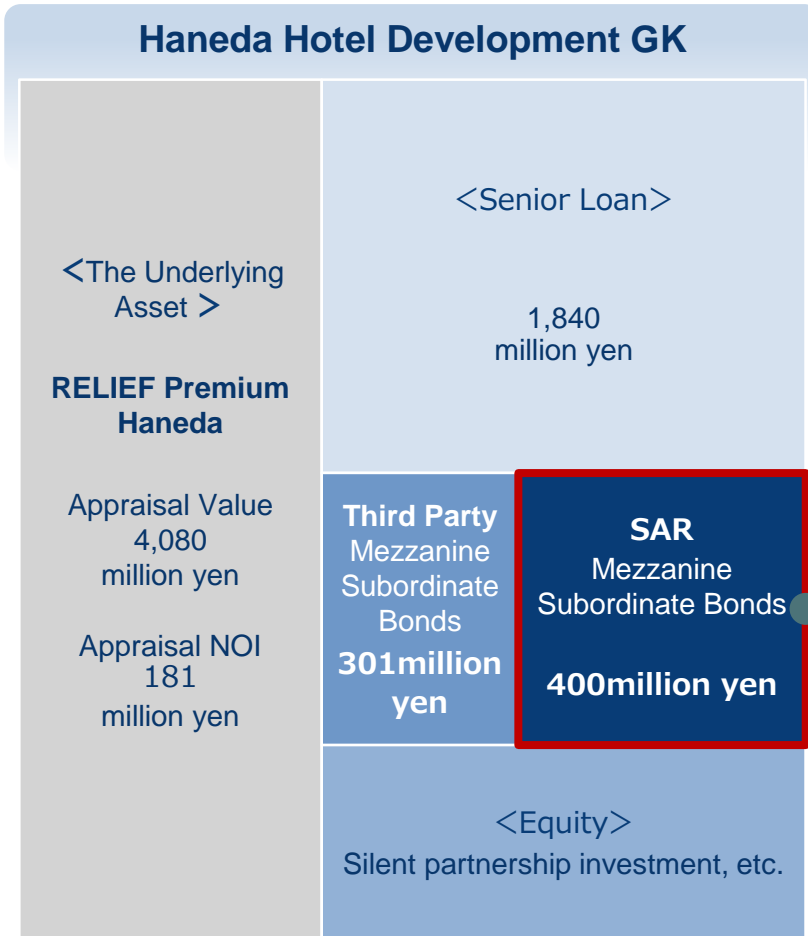 Haneda Hotel Development GK
<The Underlying
Asset >
RELIEF Premium
Haneda
Appraisal Value
4,080
million yen
Appraisal NOI
181
million yen
<Senior Loan>
1,840
million yen
Third Party
Mezzanine
Subordinate
Bonds
301million
yen
SAR
Mezzanine
Subordinate Bonds
400million yen
<Equity>
Silent partnership investment, etc.